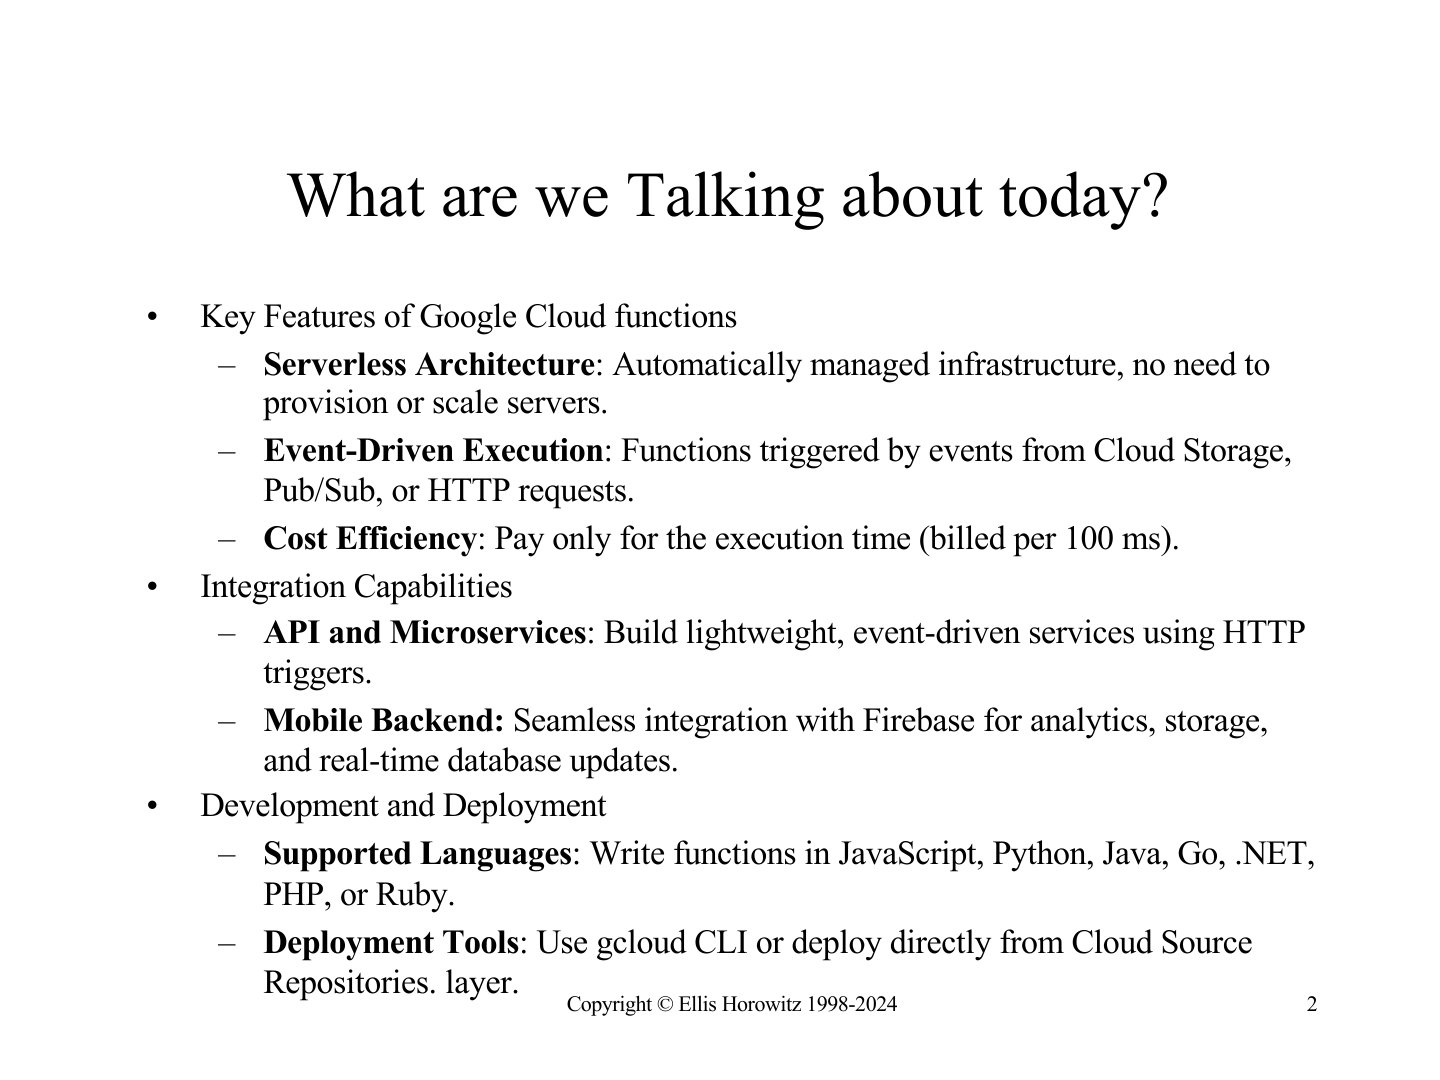 What are we Talking about today?
• Key Features of Google Cloud functions
– Serverless Architecture: Automatically managed infrastructure, no need to
provision or scale servers.
– Event-Driven Execution: Functions triggered by events from Cloud Storage,
Pub/Sub, or HTTP requests.
– Cost Efficiency: Pay only for the execution time (billed per 100 ms).
• Integration Capabilities
– API and Microservices: Build lightweight, event-driven services using HTTP
triggers.
– Mobile Backend: Seamless integration with Firebase for analytics, storage,
and real-time database updates.
• Development and Deployment
– Supported Languages: Write functions in JavaScript, Python, Java, Go, .NET,
PHP, or Ruby.
– Deployment Tools: Use gcloud CLI or deploy directly from Cloud Source
Repositories. layer.
Copyright © Ellis Horowitz 1998-2024
2